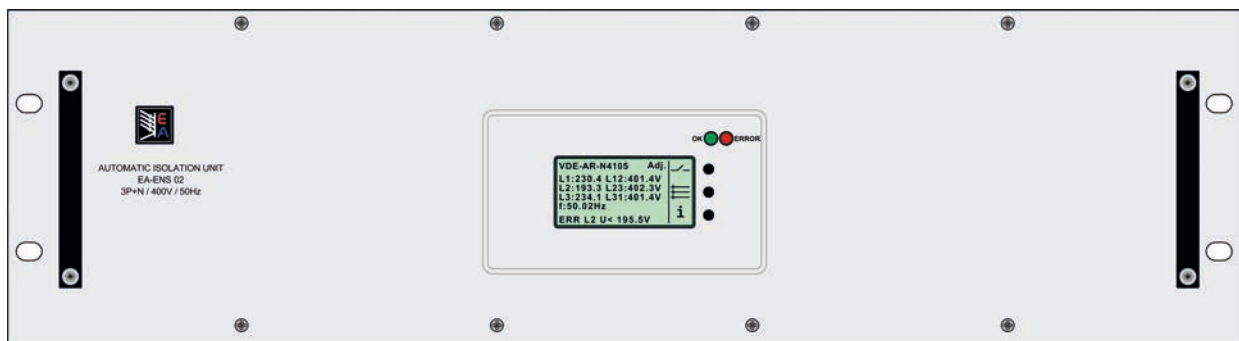 EA
AUTOMATIC ISOLATION UNIT
EA-ENS 02
3P+N / 400V / 50Hz
OK ERROR
VDE-AR-N4105 Adj.
L1:230.4 L12:401.4V
L2:193.3 L23:402.3V
L3:234.1 L31:401.4V
f:50.02Hz
i
ERR L2 U< 195.5V